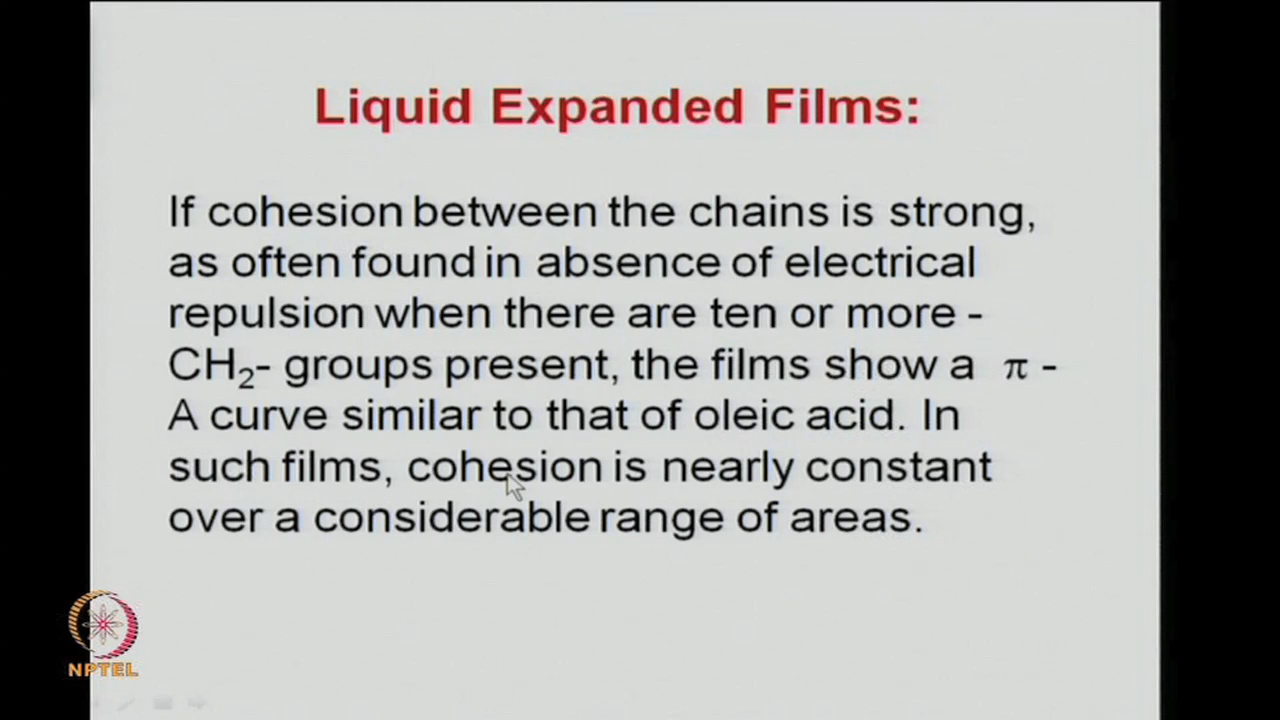 Liquid Expanded Films:
If cohesion between the chains is strong,
as often found in absence of electrical
repulsion when there are ten or more -
CH₂- groups present, the films show a π -
A curve similar to that of oleic acid. In
such films, cohesion is nearly constant
over a considerable range of areas.
NPTEL